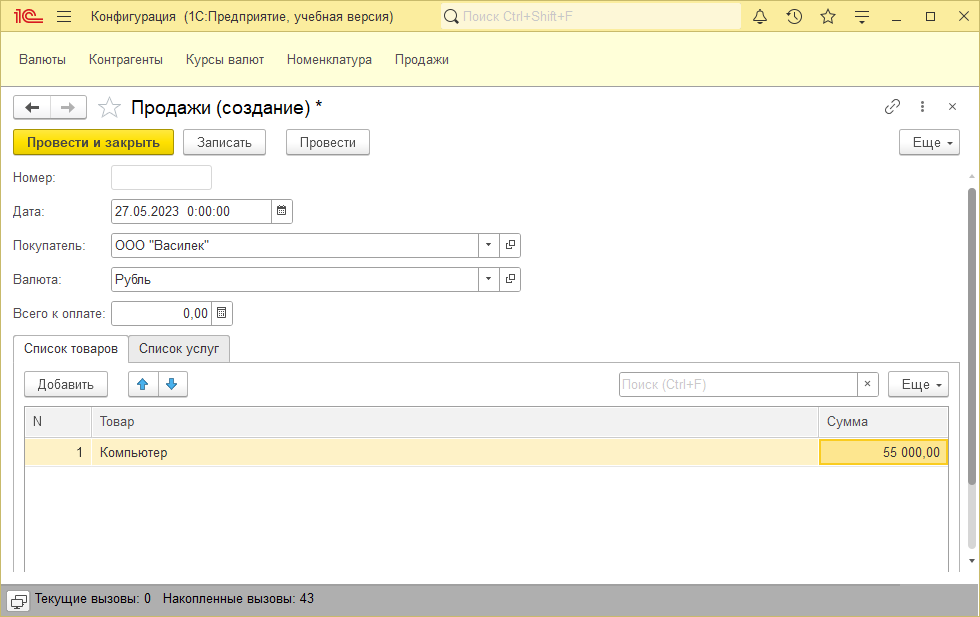 1С Конфигурация (1С:Предприятие, учебная версия) Поиск Ctrl+Shift+F
Валюты Контрагенты Курсы валют Номенклатура Продажи
Продажи (создание) *
Провести и закрыть Записать Провести Еще
Номер:
Дата: 27.05.2023 0:00:00
Покупатель: ООО "Василек"
Валюта: Рубль
Всего к оплате: 0,00
Список товаров Список услуг
Добавить Поиск (Ctrl+F) × Еще
N Товар Сумма
1 Компьютер 55 000,00
Текущие вызовы: 0 Накопленные вызовы: 43